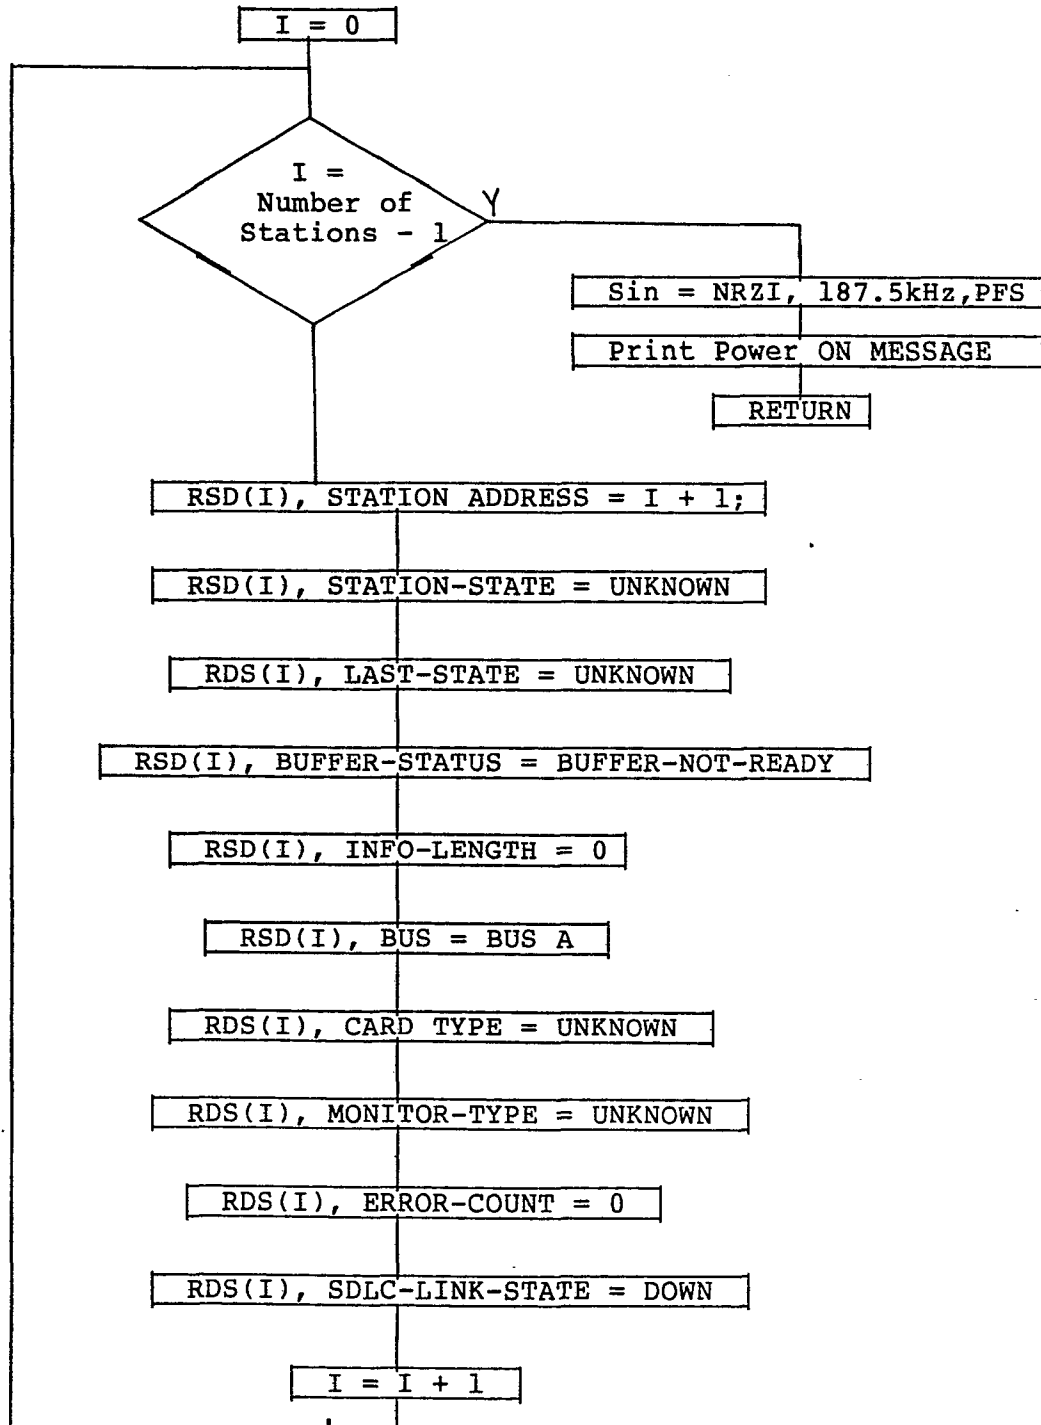 I = 0
I =
Number of
Stations - 1
Y
Sin = NRZI, 187.5kHz,PFS
Print Power ON MESSAGE
RETURN
RSD(I), STATION ADDRESS = I + 1;
RSD(I), STATION-STATE = UNKNOWN
RDS(I), LAST-STATE = UNKNOWN
RSD(I), BUFFER-STATUS = BUFFER-NOT-READY
RSD(I), INFO-LENGTH = 0
RSD(I), BUS = BUS A
RDS(I), CARD TYPE = UNKNOWN
RDS(I), MONITOR-TYPE = UNKNOWN
RDS(I), ERROR-COUNT = 0
RDS(I), SDLC-LINK-STATE = DOWN
I = I + 1